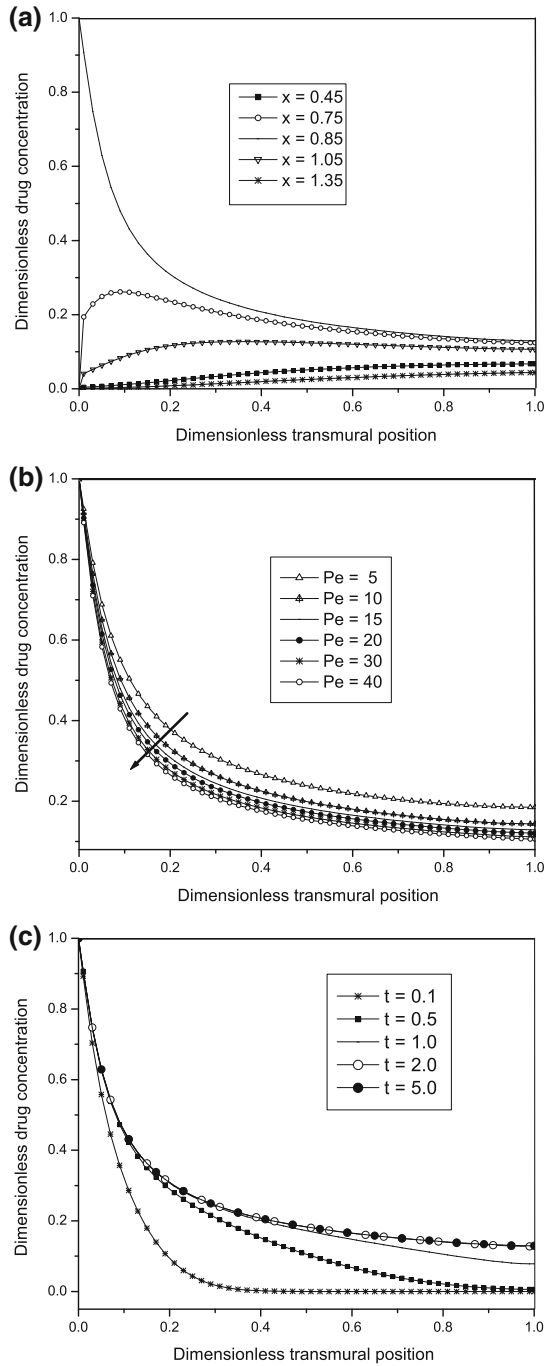 (a)
1.0
0.8
0.6
0.4
0.2
0.0
Dimensionless drug concentration
x = 0.45
x = 0.75
x = 0.85
x = 1.05
x = 1.35
0.0 0.2 0.4 0.6 0.8 1.0
Dimensionless transmural position
(b)
1.0
0.8
0.6
0.4
0.2
Dimensionless drug concentration
Pe = 5
Pe = 10
Pe = 15
Pe = 20
Pe = 30
Pe = 40
0.0 0.2 0.4 0.6 0.8 1.0
Dimensionless transmural position
(c)
1.0
0.8
0.6
0.4
0.2
0.0
Dimensionless drug concentration
t = 0.1
t = 0.5
t = 1.0
t = 2.0
t = 5.0
0.0 0.2 0.4 0.6 0.8 1.0
Dimensionless transmural position